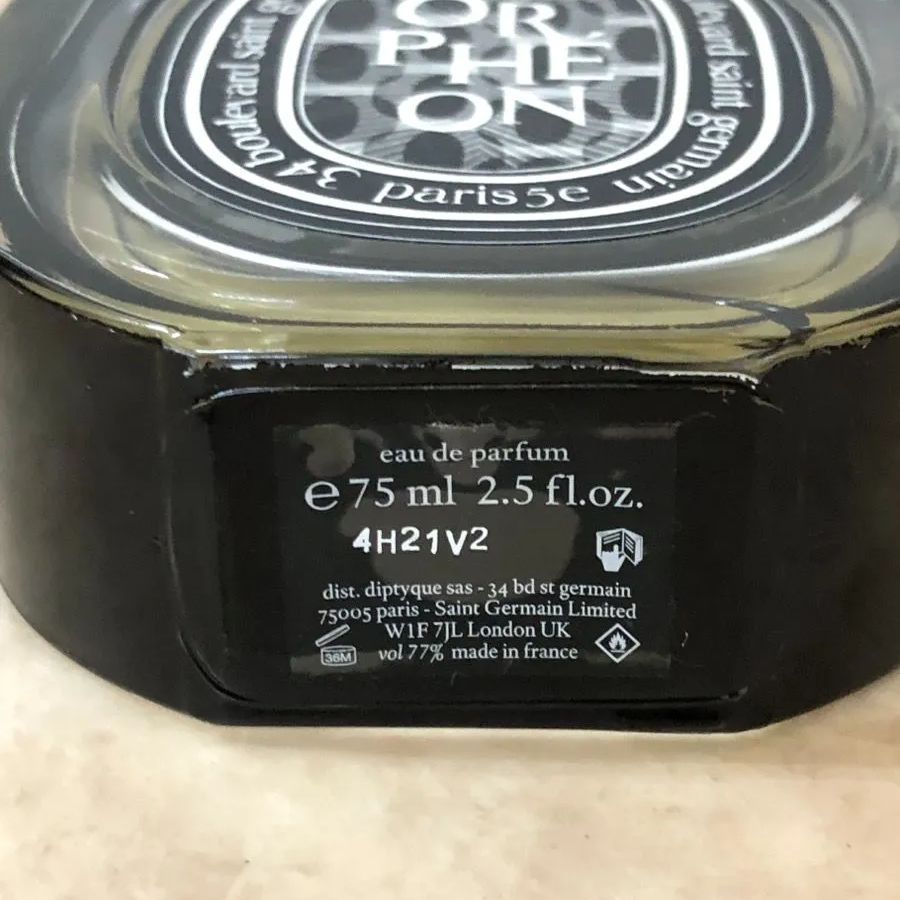 OR
PHÉ
ON
34 boulevard saint germain
paris 5e
eau de parfum
e 75 ml 2.5 fl.oz.
4H21V2
dist. diptyque sas - 34 bd st germain
75005 paris - Saint Germain Limited
W1F 7JL London UK
36M
vol 77% made in france